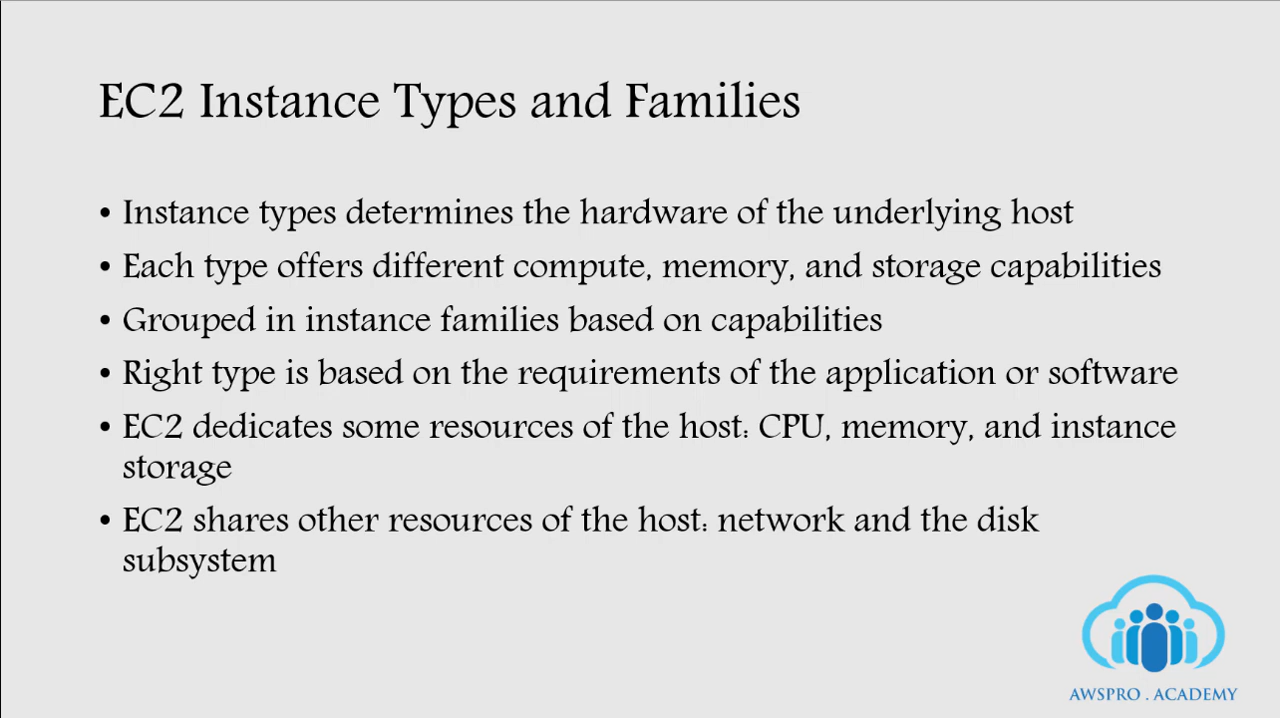 EC2 Instance Types and Families
• Instance types determines the hardware of the underlying host
• Each type offers different compute, memory, and storage capabilities
• Grouped in instance families based on capabilities
• Right type is based on the requirements of the application or software
• EC2 dedicates some resources of the host: CPU, memory, and instance
storage
• EC2 shares other resources of the host: network and the disk
subsystem
AWSPRO . ACADEMY